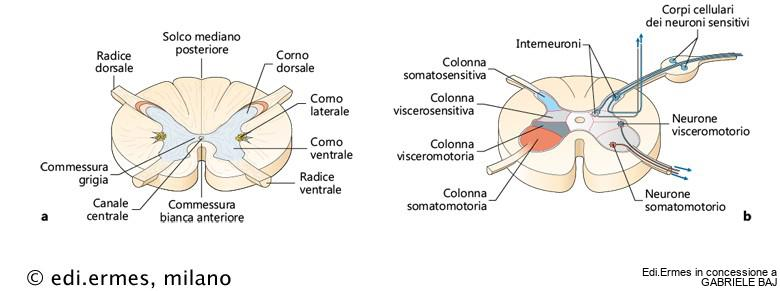 Solco mediano
posteriore
Radice
dorsale
Corno
dorsale
Corno
laterale
Corno
ventrale
Radice
ventrale
Commessura
grigia
Canale
centrale
Commessura
bianca anteriore
a
Corpi cellulari
dei neuroni sensitivi
Interneuroni
Colonna
somatosensitiva
Colonna
viscerosensitiva
Colonna
visceromotoria
Colonna
somatomotoria
Neurone
visceromotorio
Neurone
somatomotorio
b
© edi.ermes, milano
Edi.Ermes in concessione a
GABRIELE BAJ